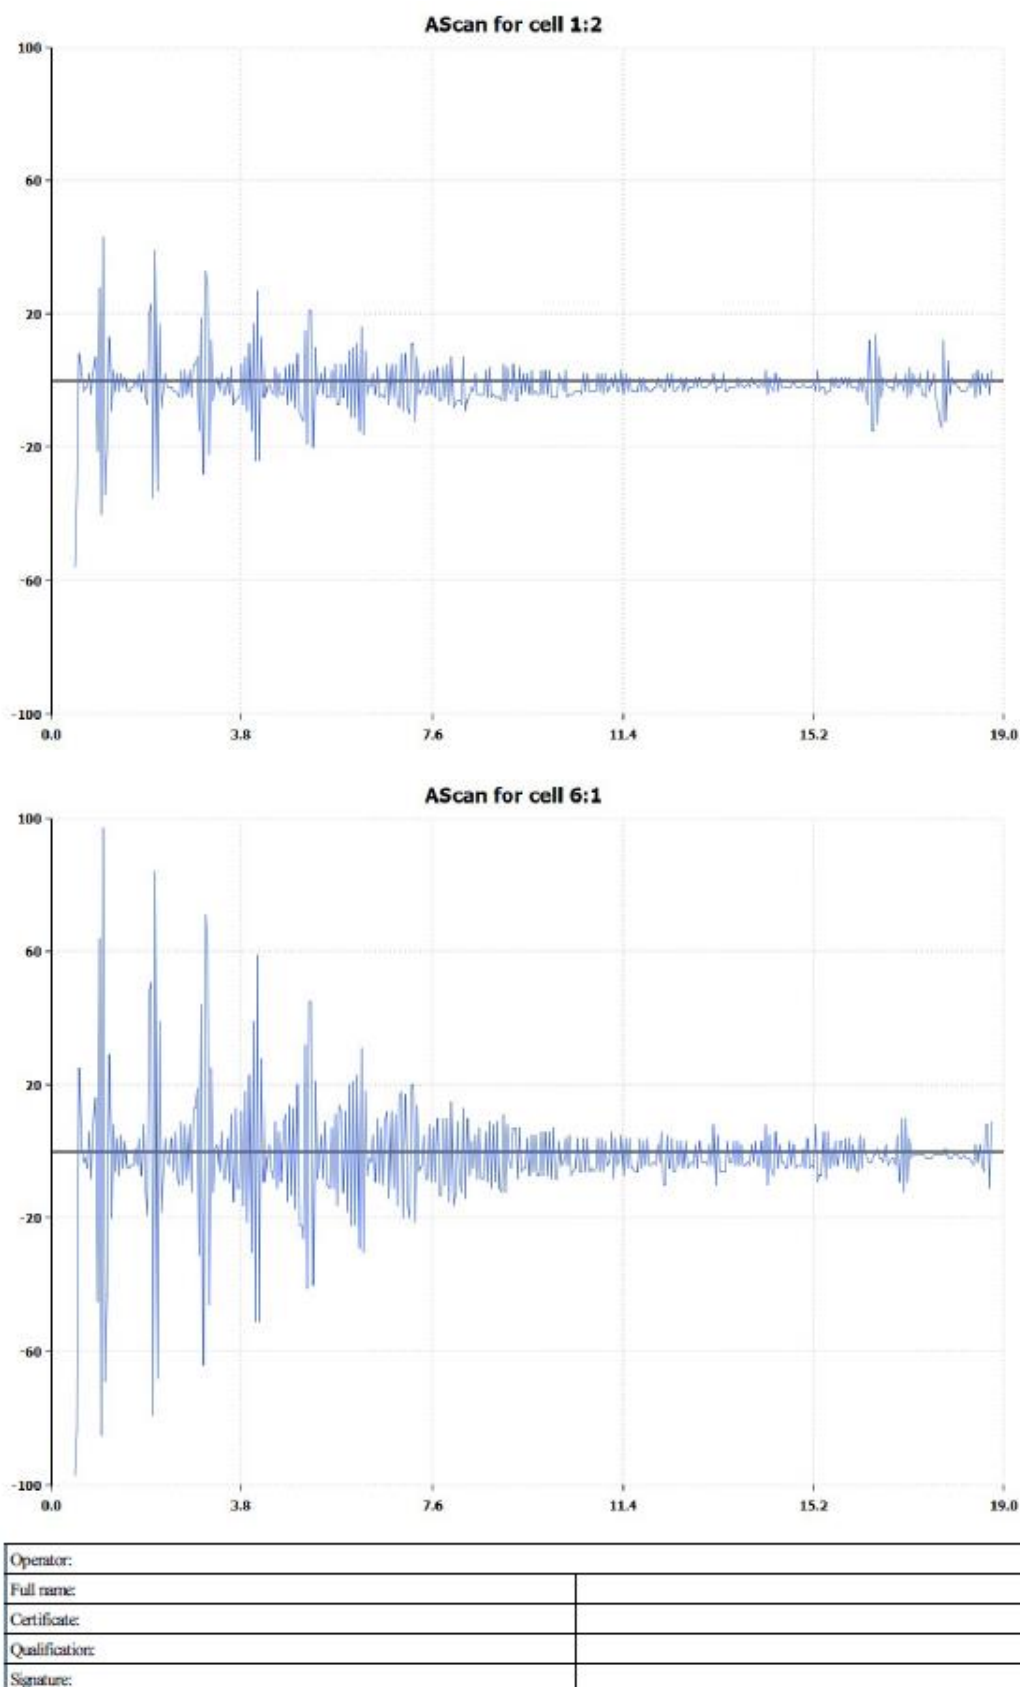 AScan for cell 1:2
100
60
20
-20
-60
-100
0.0 3.8 7.6 11.4 15.2 19.0
AScan for cell 6:1
100
60
20
-20
-60
-100
0.0 3.8 7.6 11.4 15.2 19.0
Operator:
Full name:
Certificate:
Qualification:
Signature: